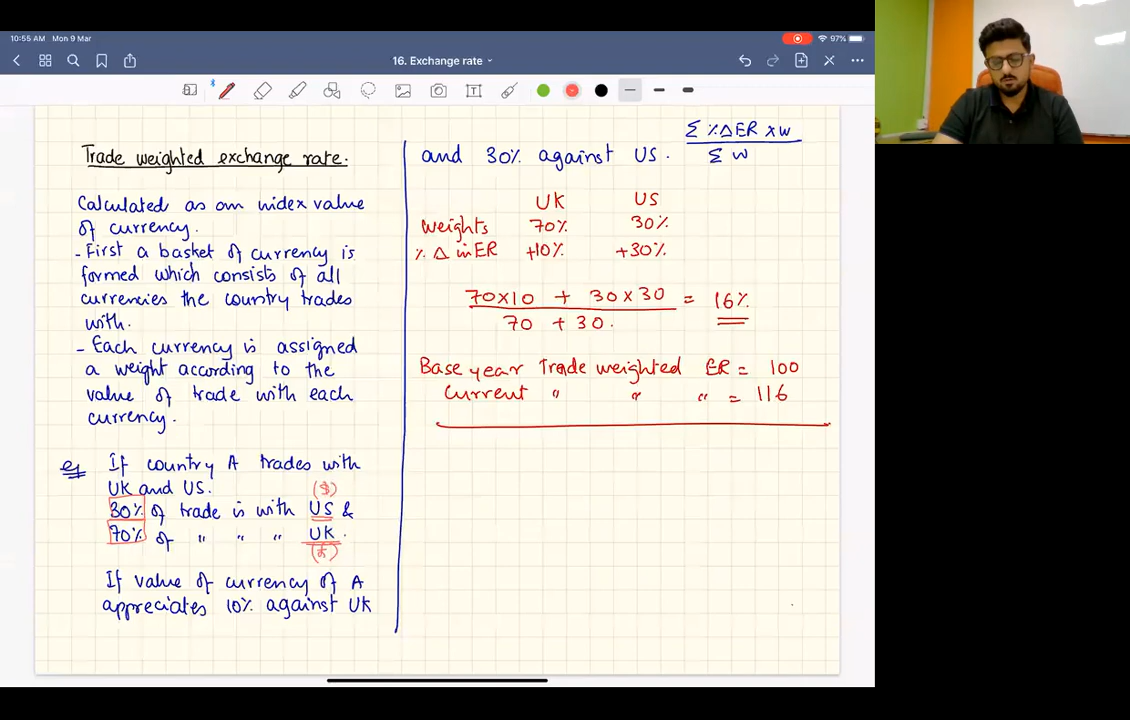 10:55 AM Mon 9 Mar
97%
16. Exchange rate
Trade weighted exchange rate.
Calculated as an index value
of currency.
- First a basket of currency is
formed which consists of all
currencies the country trades
with.
- Each currency is assigned
a weight according to the
value of trade with each
currency.
eg If country A trades with
UK and US.
($)
30% of trade is with US &
70% of " " " UK.
(£)
If value of currency of A
appreciates 10% against UK
Σ %Δ ER x W
Σ W
and 30% against US.
UK US
weights 70% 30%
% Δ in ER +10% +30%
70x10 + 30x30 = 16%
70 + 30.
Base year Trade weighted ER = 100
Current " " " = 116